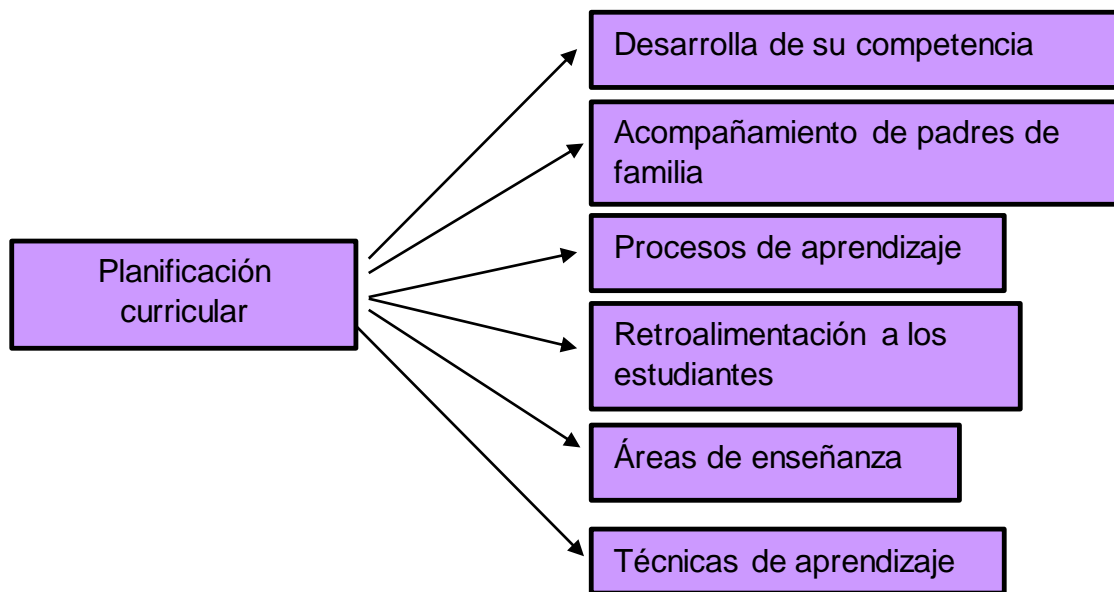 Desarrolla de su competencia
Acompañamiento de padres de
familia
Procesos de aprendizaje
Planificación
curricular
Retroalimentación a los
estudiantes
Áreas de enseñanza
Técnicas de aprendizaje